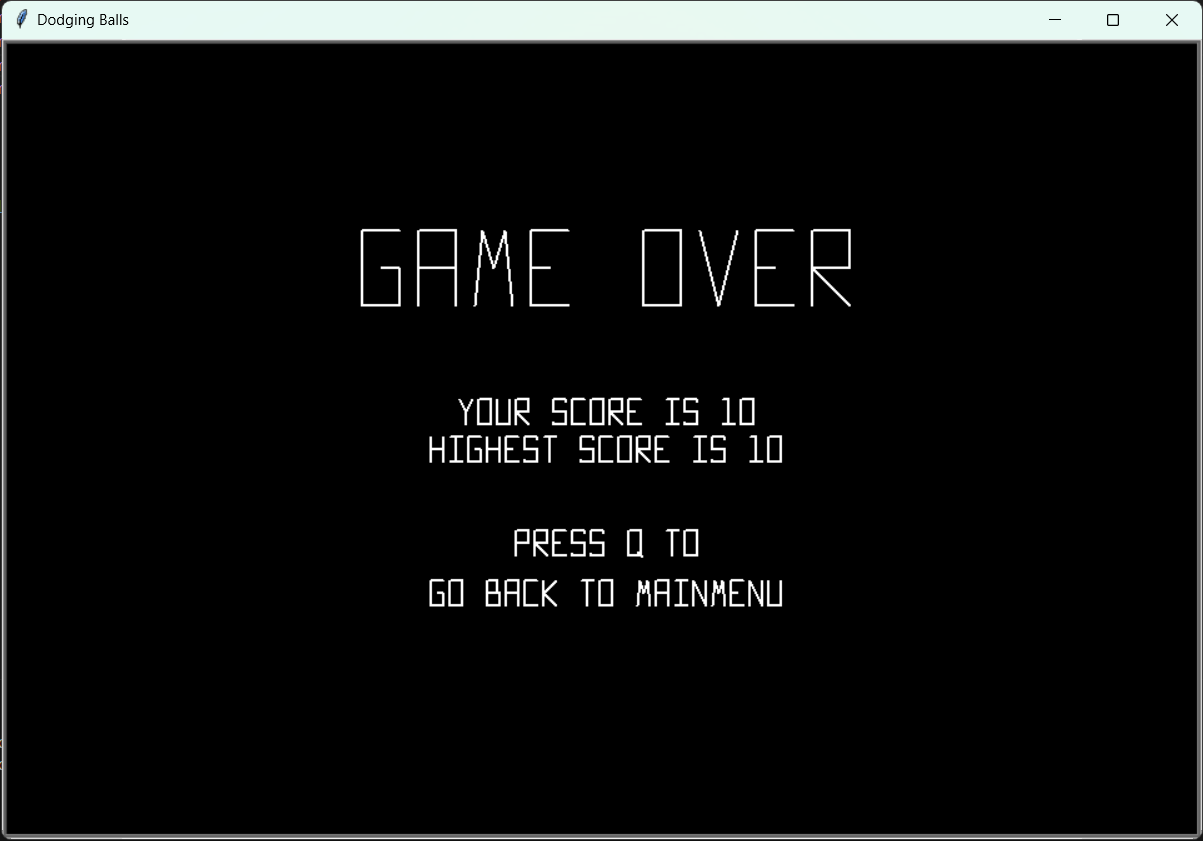 Dodging Balls
GAME OVER
YOUR SCORE IS 10
HIGHEST SCORE IS 10
PRESS Q TO
GO BACK TO MAINMENU